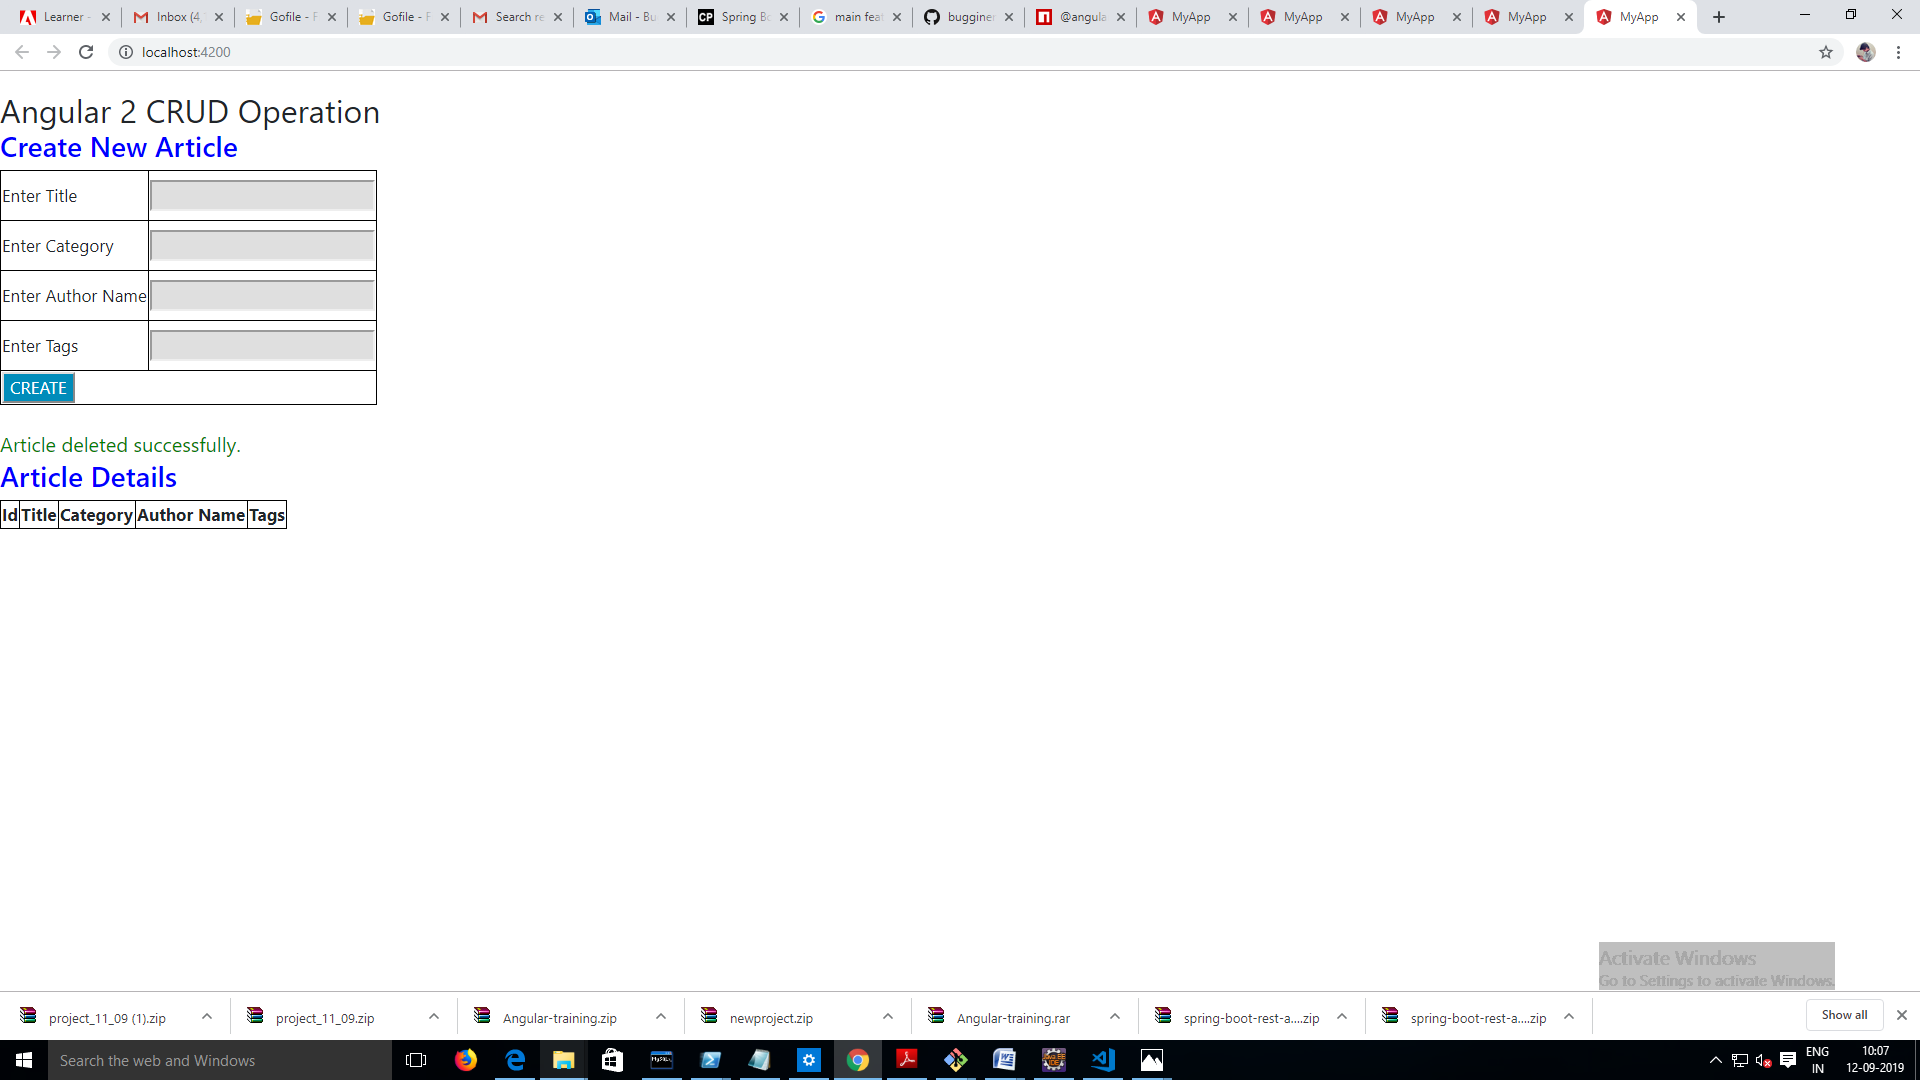 Learner -
Inbox (4,
Gofile - F
Gofile - F
Search re
Mail - Bu
Spring Bo
main feat
bugginer
@angula
MyApp
MyApp
MyApp
MyApp
MyApp
localhost:4200
Angular 2 CRUD Operation
Create New Article
Enter Title
Enter Category
Enter Author Name
Enter Tags
CREATE
Article deleted successfully.
Article Details
Id Title Category Author Name Tags
Activate Windows
Go to Settings to activate Windows.
project_11_09 (1).zip
project_11_09.zip
Angular-training.zip
newproject.zip
Angular-training.rar
spring-boot-rest-a....zip
spring-boot-rest-a....zip
Show all
Search the web and Windows
ENG
IN
10:07
12-09-2019